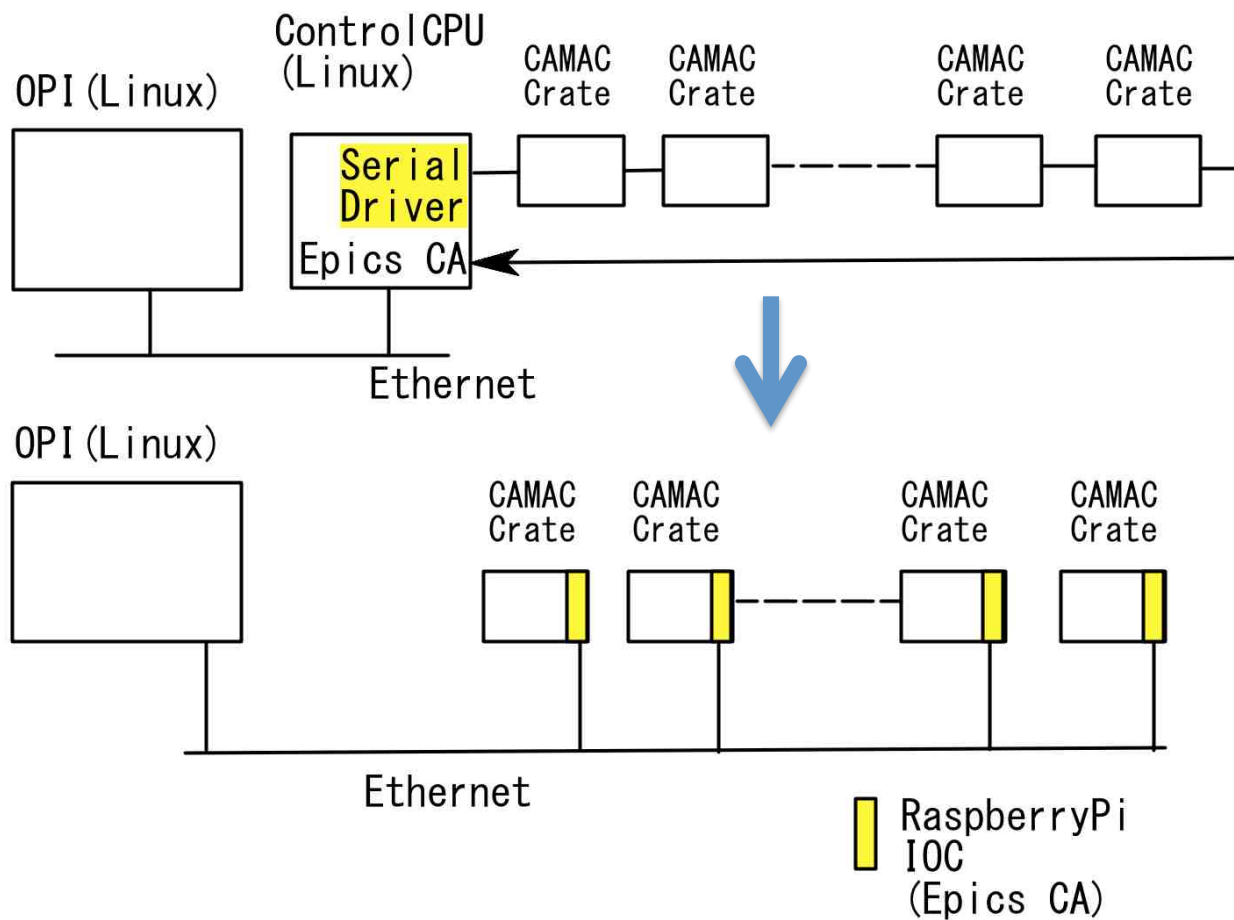 OPI(Linux)
ControlCPU
(Linux)
CAMAC
Crate
CAMAC
Crate
CAMAC
Crate
CAMAC
Crate
Serial
Driver
Epics CA
Ethernet
OPI(Linux)
CAMAC
Crate
CAMAC
Crate
CAMAC
Crate
CAMAC
Crate
Ethernet
RaspberryPi
IOC
(Epics CA)